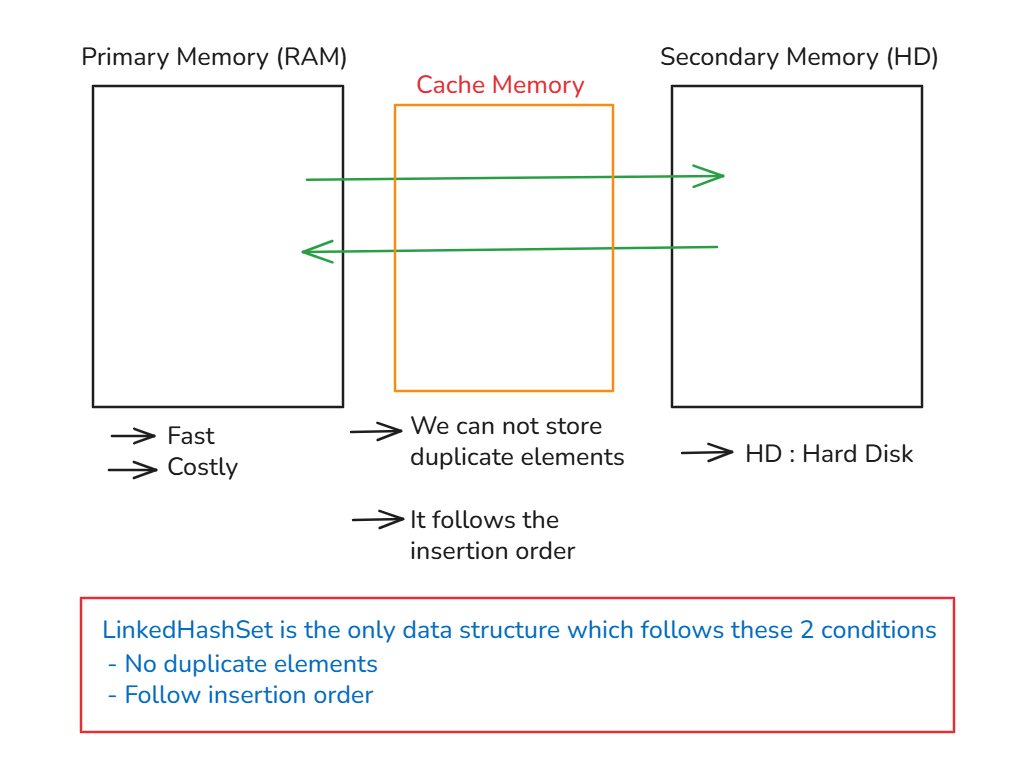 Primary Memory (RAM)
Secondary Memory (HD)
Cache Memory
Fast
Costly
We can not store
duplicate elements
It follows the
insertion order
HD : Hard Disk
LinkedHashSet is the only data structure which follows these 2 conditions
- No duplicate elements
- Follow insertion order